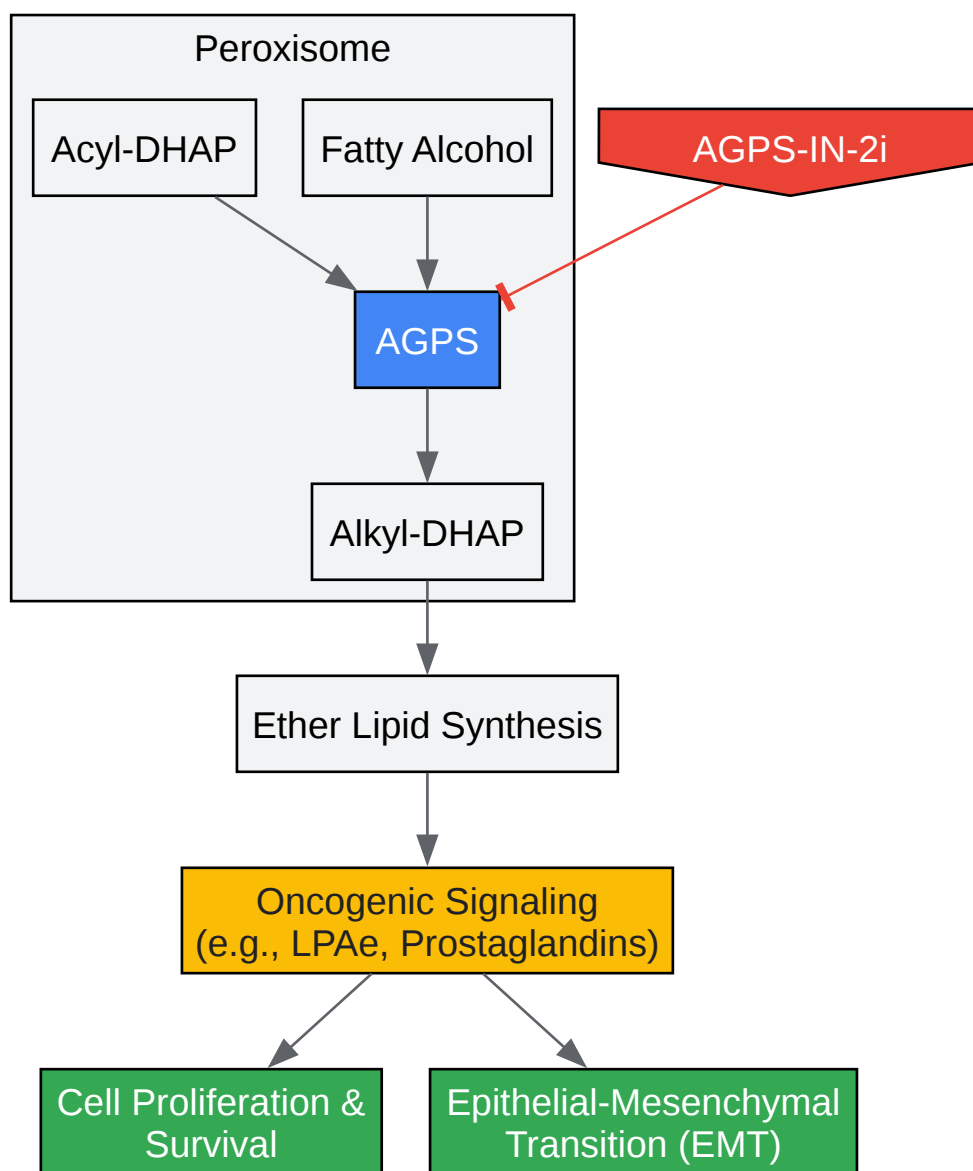 Peroxisome
Acyl-DHAP
Fatty Alcohol
AGPS-IN-2i
AGPS
Alkyl-DHAP
Ether Lipid Synthesis
Oncogenic Signaling
(e.g., LPAe, Prostaglandins)
Cell Proliferation &
Survival
Epithelial-Mesenchymal
Transition (EMT)